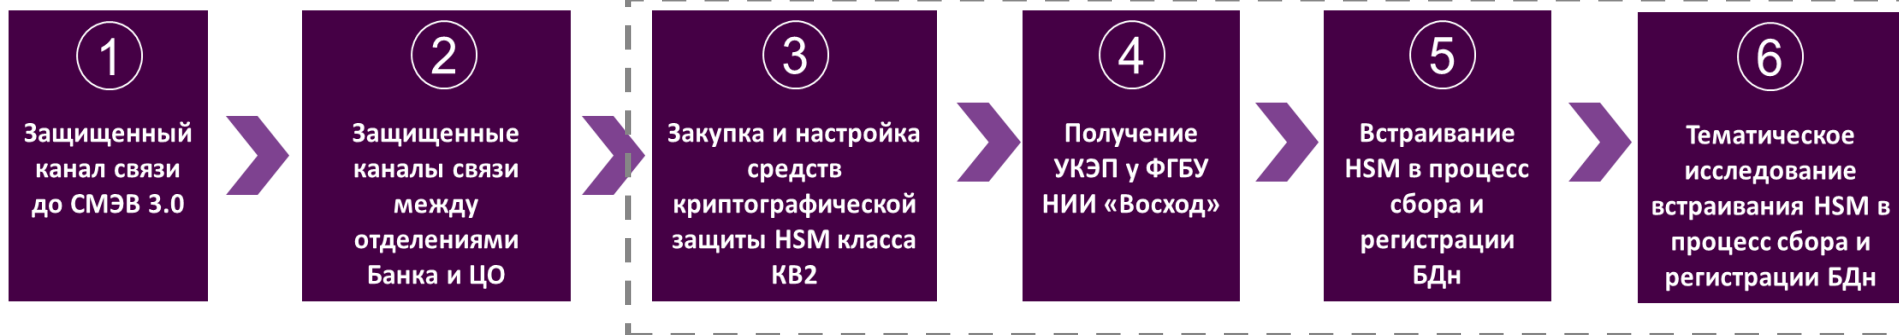 1
Защищенный
канал связи
до СМЭВ 3.0
2
Защищенные
каналы связи
между
отделениями
Банка и ЦО
3
Закупка и настройка
средств
криптографической
защиты HSM класса
КВ2
4
Получение
УКЭП у ФГБУ
НИИ «Восход»
5
Встраивание
HSM в процесс
сбора и
регистрации
БДн
6
Тематическое
исследование
встраивания HSM в
процесс сбора и
регистрации БДн